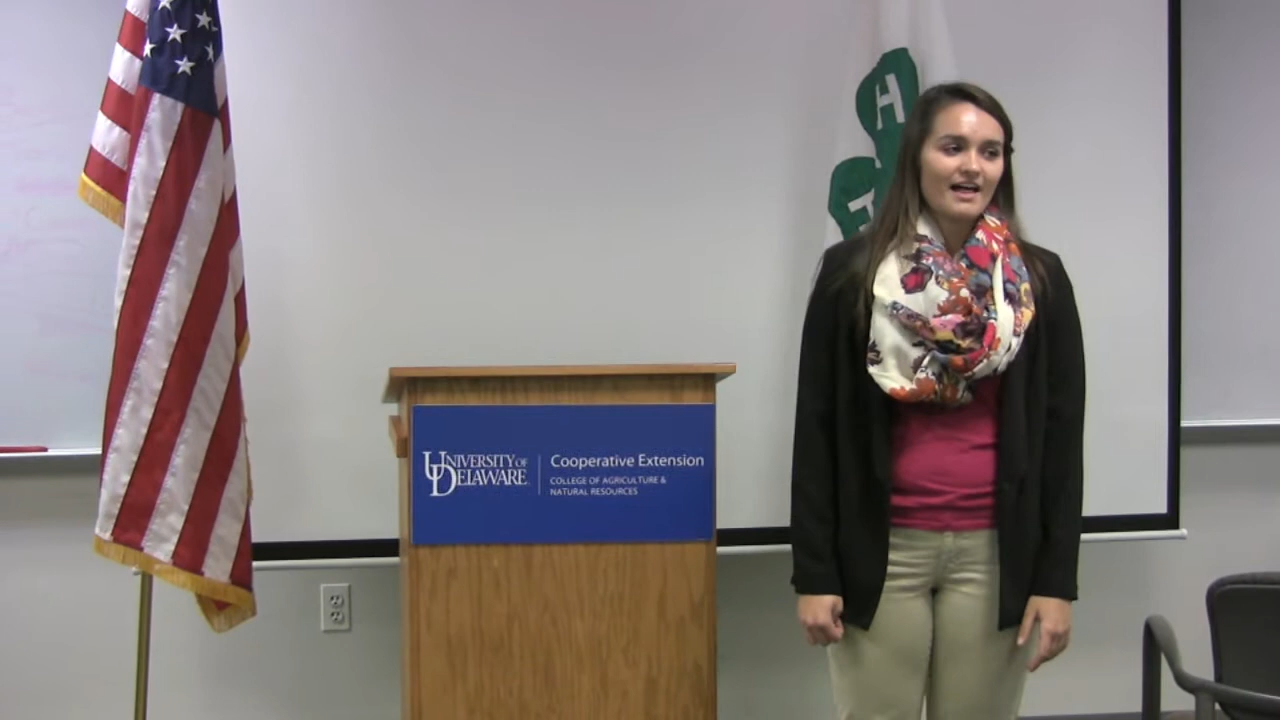 H
H
UNIVERSITY OF
DELAWARE
Cooperative Extension
COLLEGE OF AGRICULTURE &
NATURAL RESOURCES